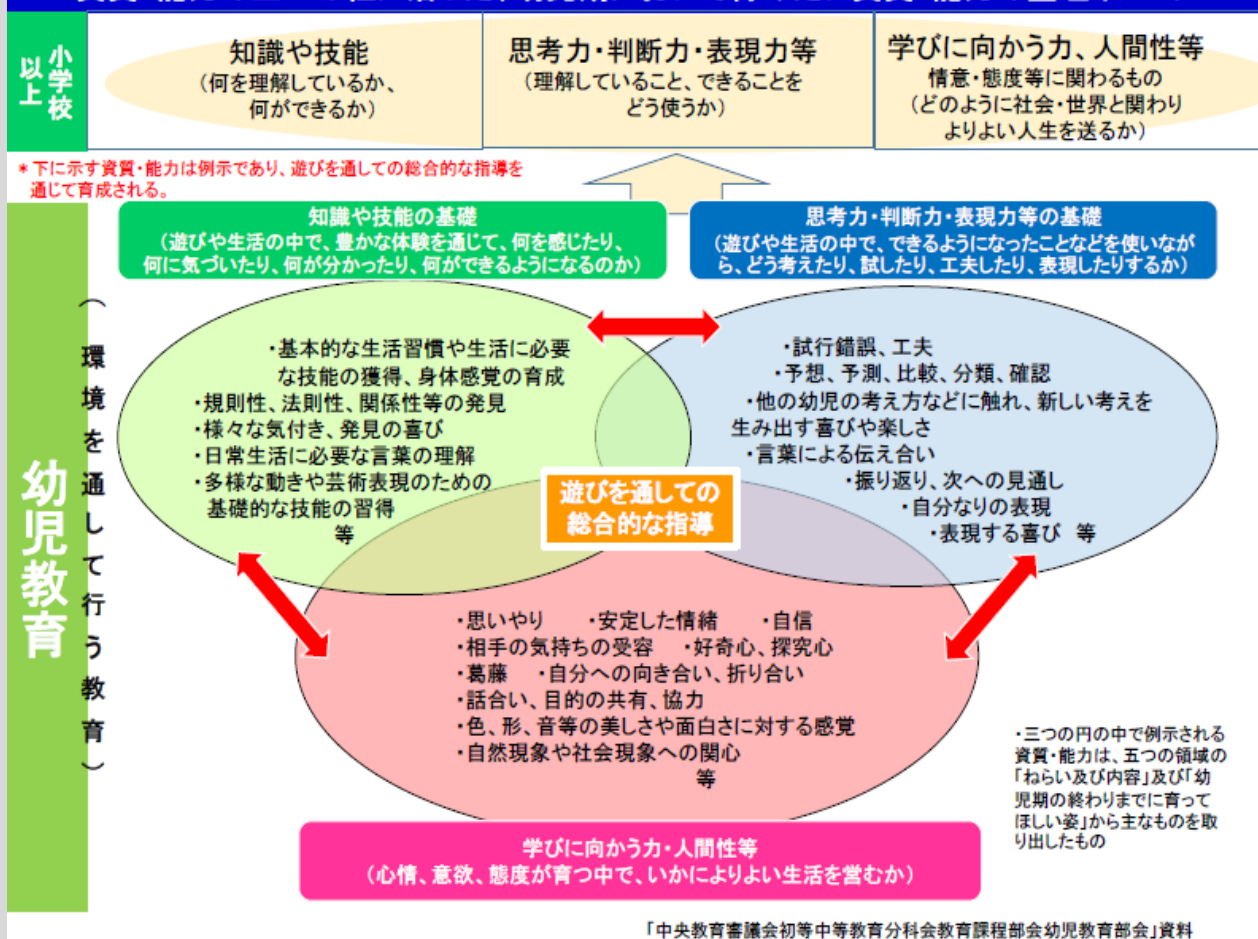 小学校
以上
知識や技能
(何を理解しているか、
何ができるか)
思考力・判断力・表現力等
(理解していること、できることを
どう使うか)
学びに向かう力、人間性等
情意・態度等に関わるもの
(どのように社会・世界と関わり
よりよい人生を送るか)
*下に示す資質・能力は例示であり、遊びを通しての総合的な指導を
通じて育成される。
幼児教育
(環境を通して行う教育)
知識や技能の基礎
(遊びや生活の中で、豊かな体験を通じて、何を感じたり、
何に気づいたり、何が分かったり、何ができるようになるのか)
思考力・判断力・表現力等の基礎
(遊びや生活の中で、できるようになったことなどを使いなが
ら、どう考えたり、試したり、工夫したり、表現したりするか)
・基本的な生活習慣や生活に必要
な技能の獲得、身体感覚の育成
・規則性、法則性、関係性等の発見
・様々な気付き、発見の喜び
・日常生活に必要な言葉の理解
・多様な動きや芸術表現のための
基礎的な技能の習得
等
・試行錯誤、工夫
・予想、予測、比較、分類、確認
・他の幼児の考え方などに触れ、新しい考えを
生み出す喜びや楽しさ
・言葉による伝え合い
・振り返り、次への見通し
・自分なりの表現
・表現する喜び 等
遊びを通しての
総合的な指導
・思いやり ・安定した情緒 ・自信
・相手の気持ちの受容 ・好奇心、探究心
・葛藤 ・自分への向き合い、折り合い
・話合い、目的の共有、協力
・色、形、音等の美しさや面白さに対する感覚
・自然現象や社会現象への関心
等
・三つの円の中で例示される
資質・能力は、五つの領域の
「ねらい及び内容」及び「幼
児期の終わりまでに育って
ほしい姿」から主なものを取
り出したもの
学びに向かう力・人間性等
(心情、意欲、態度が育つ中で、いかによりよい生活を営むか)
「中央教育審議会初等中等教育分科会教育課程部会幼児教育部会」資料